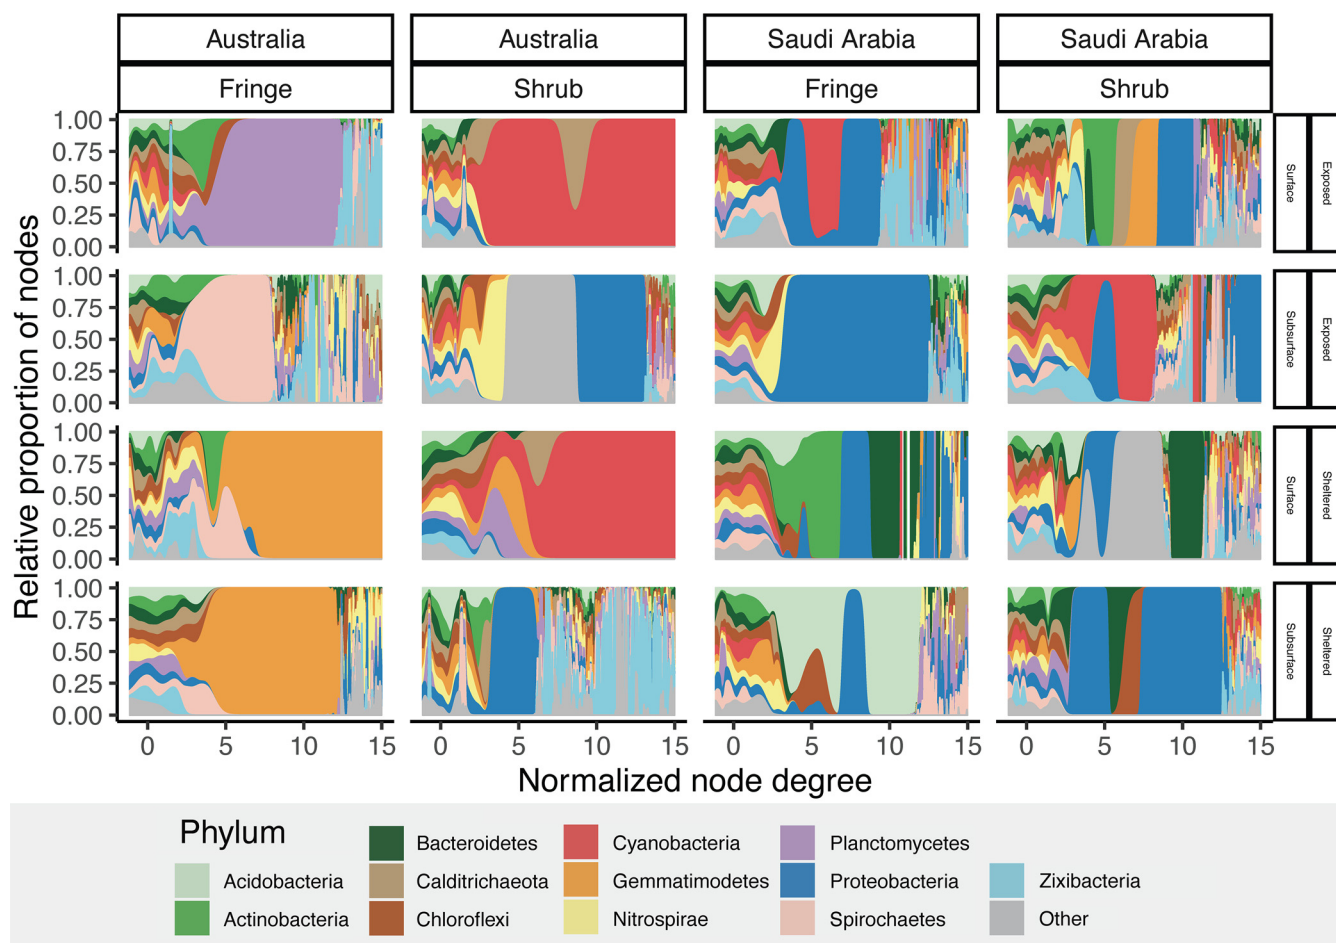 Australia
Australia
Saudi Arabia
Saudi Arabia
Fringe
Shrub
Fringe
Shrub
Relative proportion of nodes
1.00
0.75
0.50
0.25
0.00
Surface
Exposed
1.00
0.75
0.50
0.25
0.00
Subsurface
Exposed
1.00
0.75
0.50
0.25
0.00
Surface
Sheltered
1.00
0.75
0.50
0.25
0.00
Subsurface
Sheltered
0 5 10 15
0 5 10 15
0 5 10 15
0 5 10 15
Normalized node degree
Phylum
Acidobacteria
Actinobacteria
Bacteroidetes
Calditrichaeota
Chloroflexi
Cyanobacteria
Gemmatimodetes
Nitrospirae
Planctomycetes
Proteobacteria
Spirochaetes
Zixibacteria
Other